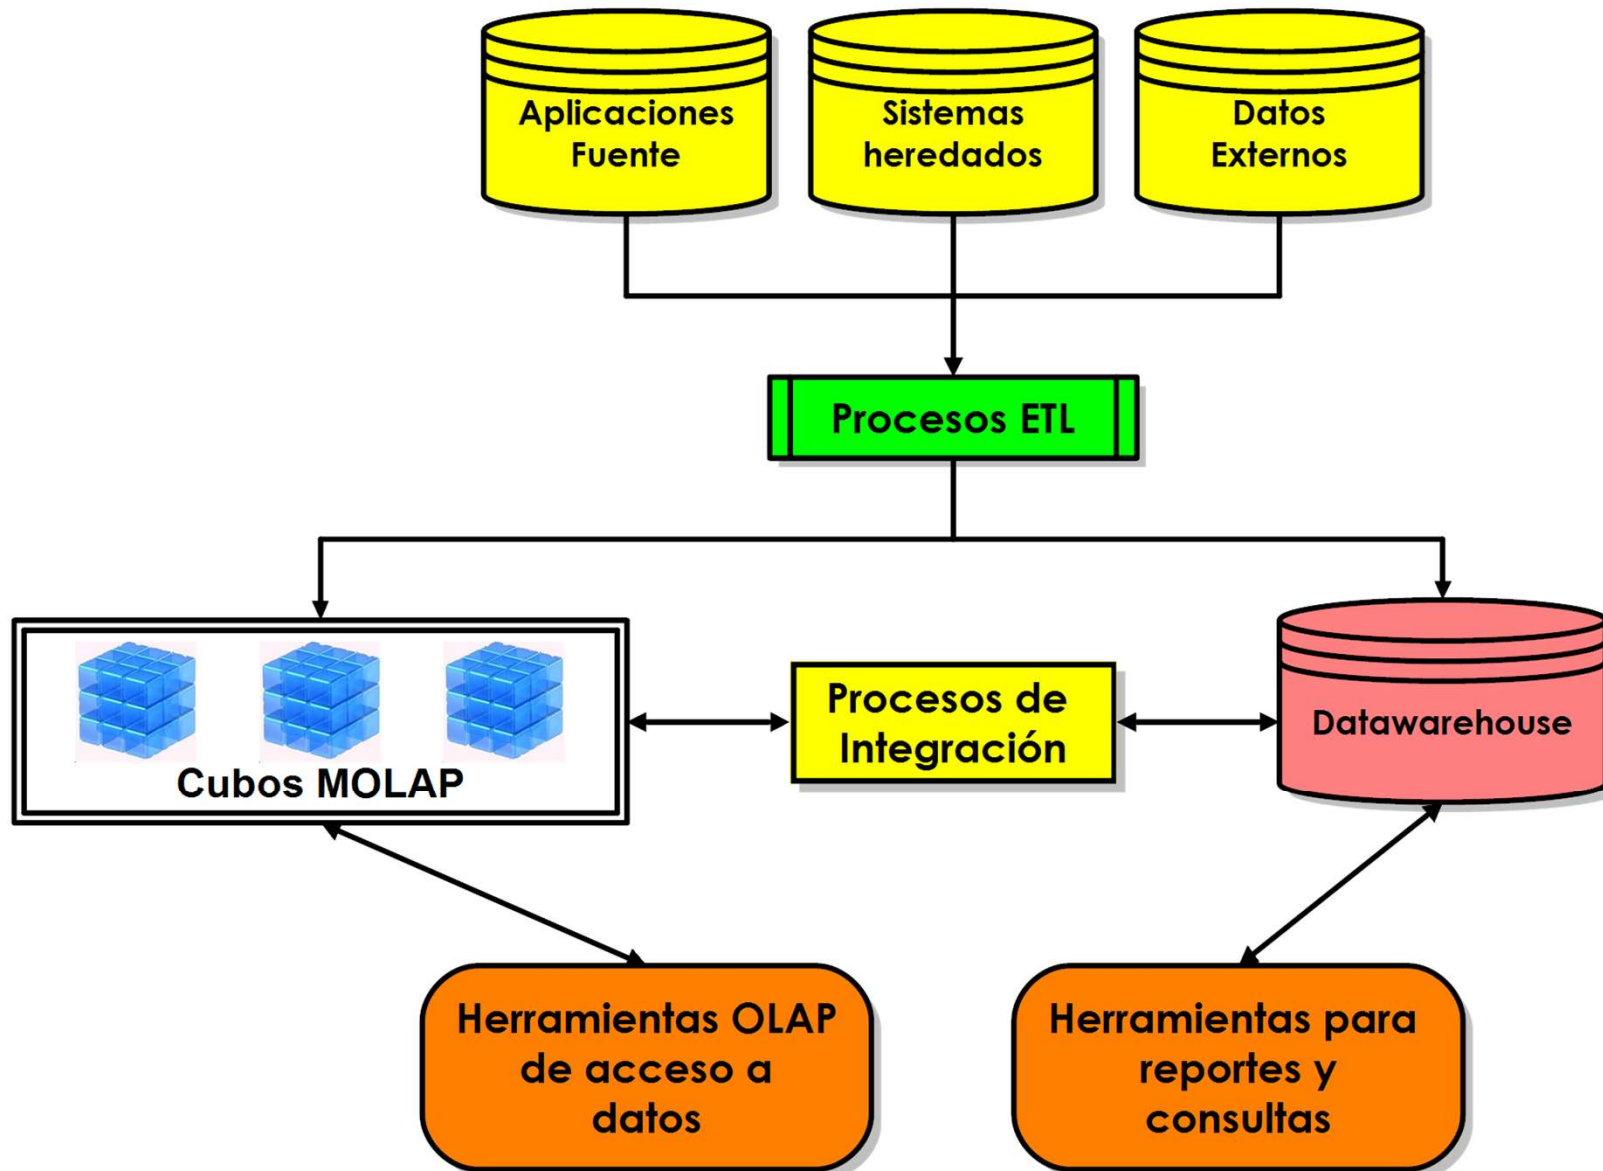 Aplicaciones
Fuente
Sistemas
heredados
Datos
Externos
Procesos ETL
Cubos MOLAP
Procesos de
Integración
Datawarehouse
Herramientas OLAP
de acceso a
datos
Herramientas para
reportes y
consultas